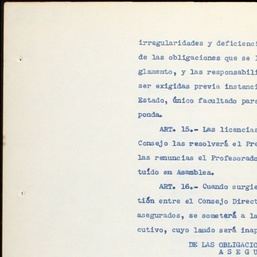 irregularidades y deficienci
de las obligaciones que se l
glamento, y las responsabili
ser exigidas previa instanci
Estado, único facultado para
ponda.
ART. 15.- Las licencias
Consejo las resolverá el Pre
las renuncias el Profesorado
tuído en Asamblea.
ART. 16.- Cuando surgie
tión entre el Consejo Direct
asegurados, se someterá a la
cutivo, cuyo laudo será inap
DE LAS OBLIGACIO
A S E G U